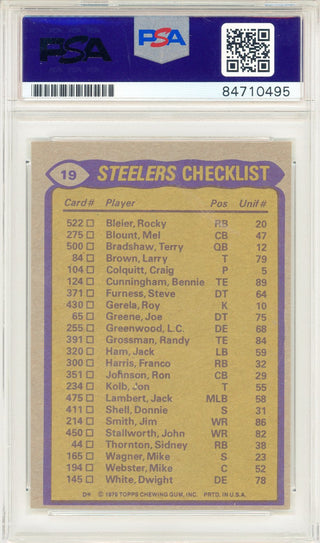 PSA
PSA
84710495
19 STEELERS CHECKLIST
Card# Player Pos Unif#
522 □ Bleier, Rocky RB 20
275 □ Blount, Mel CB 47
500 □ Bradshaw, Terry QB 12
84 □ Brown, Larry T 79
104 □ Colquitt, Craig P 5
124 □ Cunningham, Bennie TE 89
371 □ Furness, Steve DT 64
430 □ Gerela, Roy K 10
65 □ Greene, Joe DT 75
255 □ Greenwood, L.C. DE 68
391 □ Grossman, Randy TE 84
320 □ Ham, Jack LB 59
300 □ Harris, Franco RB 32
351 □ Johnson, Ron CB 29
234 □ Kolb, Jon T 55
475 □ Lambert, Jack MLB 58
411 □ Shell, Donnie S 31
214 □ Smith, Jim WR 86
450 □ Stallworth, John WR 82
44 □ Thornton, Sidney RB 38
165 □ Wagner, Mike S 23
194 □ Webster, Mike C 52
145 □ White, Dwight DE 78
© 1979 TOPPS CHEWING GUM, INC. PRTD. IN U.S.A.